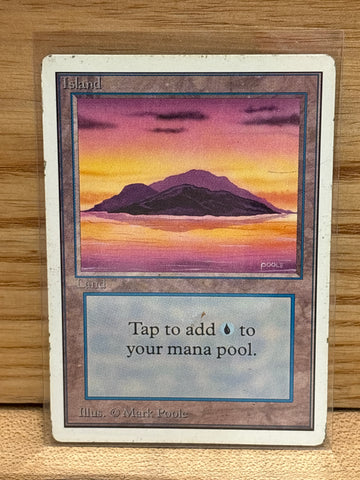 Island
POOLE
Land
Tap to add to
your mana pool.
Illus. © Mark Poole